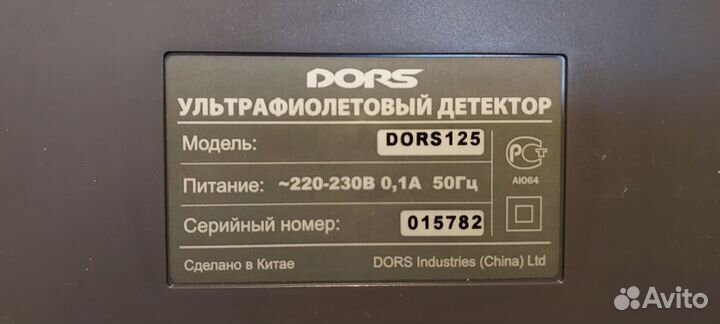 DORS
УЛЬТРАФИОЛЕТОВЫЙ ДЕТЕКТОР
Модель: DORS125
Питание: ~220-230В 0,1А 50Гц
Серийный номер: 015782
РСТ
АЮ64
Сделано в Китае DORS Industries (China) Ltd
Avito